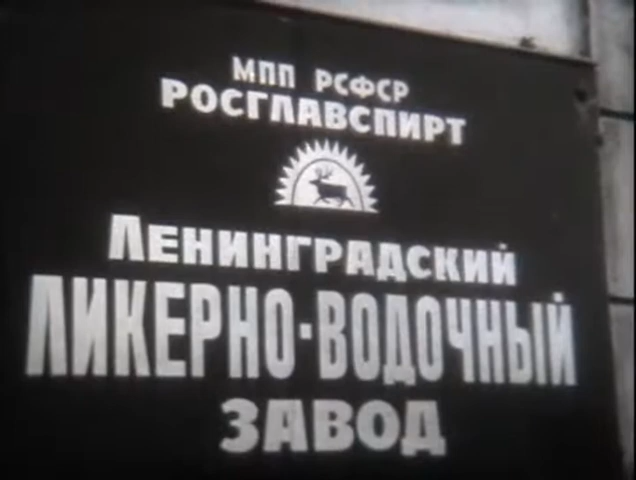 МПП РСФСР
РОСГЛАВСПИРТ
ЛЕНИНГРАДСКИЙ
ЛИКЕРНО-ВОДОЧНЫЙ
ЗАВОД